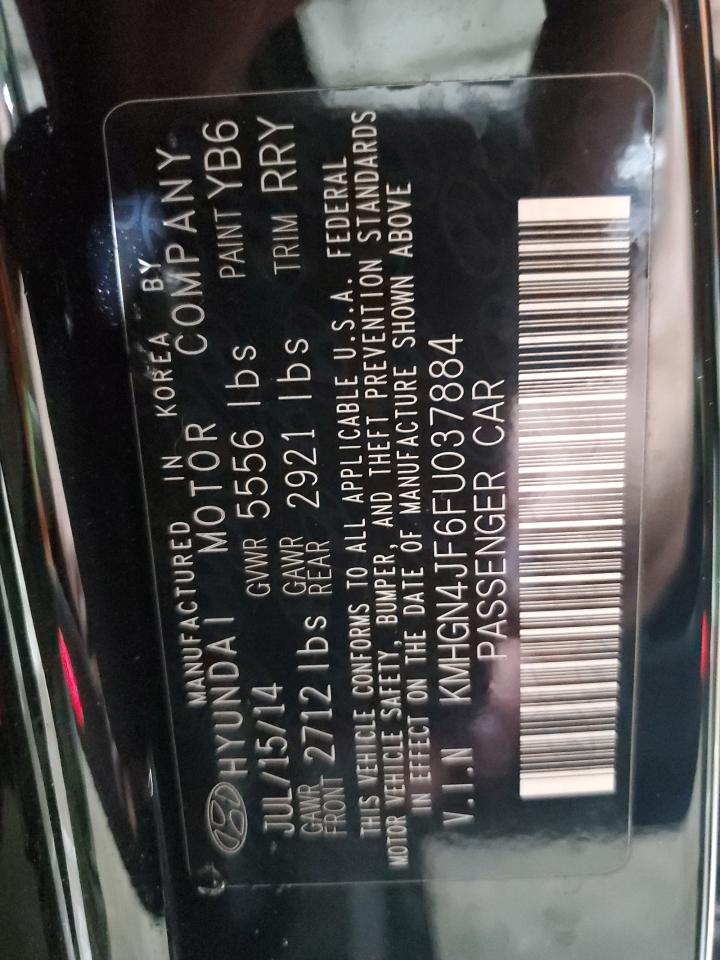 MANUFACTURED IN KOREA BY
HYUNDAI MOTOR COMPANY
JUL/15/14 GVWR 5556 lbs PAINT YB6
GAWR FRONT 2712 lbs GAWR REAR 2921 lbs TRIM RRY
THIS VEHICLE CONFORMS TO ALL APPLICABLE U.S.A. FEDERAL
MOTOR VEHICLE SAFETY, BUMPER, AND THEFT PREVENTION STANDARDS
IN EFFECT ON THE DATE OF MANUFACTURE SHOWN ABOVE
V.I.N KMHGN4JF6FU037884
PASSENGER CAR